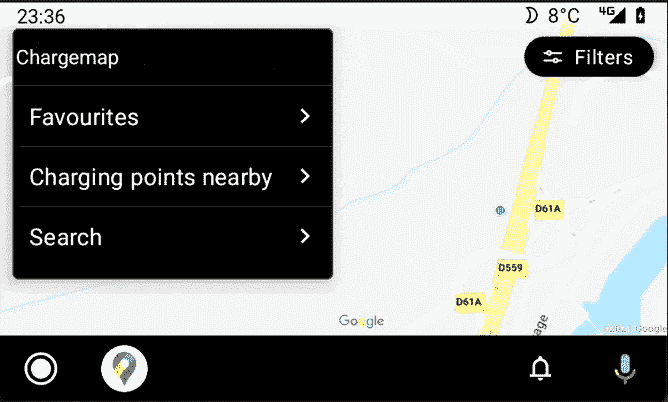 23:36
8°C
4G
Chargemap
Filters
Favourites
Charging points nearby
Search
D61A
D559
D61A
age
Google
©2021 Google